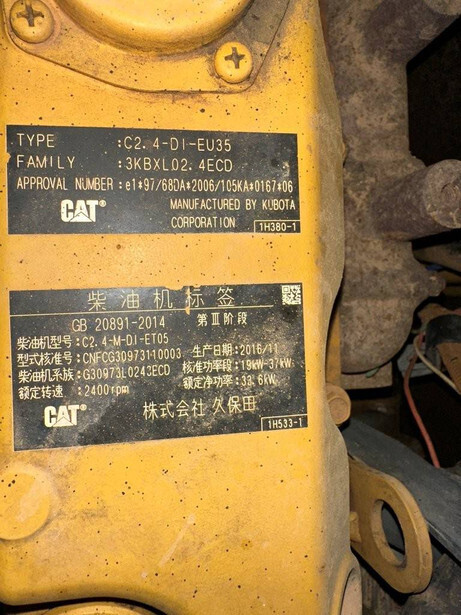 TYPE :C2.4-DI-EU35
FAMILY :3KBXL02.4ECD
APPROVAL NUMBER :e1*97/68DA*2006/105KA*0167*06
CAT MANUFACTURED BY KUBOTA
CORPORATION
1H380-1
柴油机标签
GB 20891-2014 第Ⅲ阶段
柴油机型号:C2.4-M-DI-ET05
型式核准号:CNFCG30973110003 生产日期:2016/11
柴油机系族:G30973L0243ECD 核准功率段:19kW-37kW
额定转速 :2400rpm 额定净功率:33.6kW
CAT 株式会社久保田
1H533-1